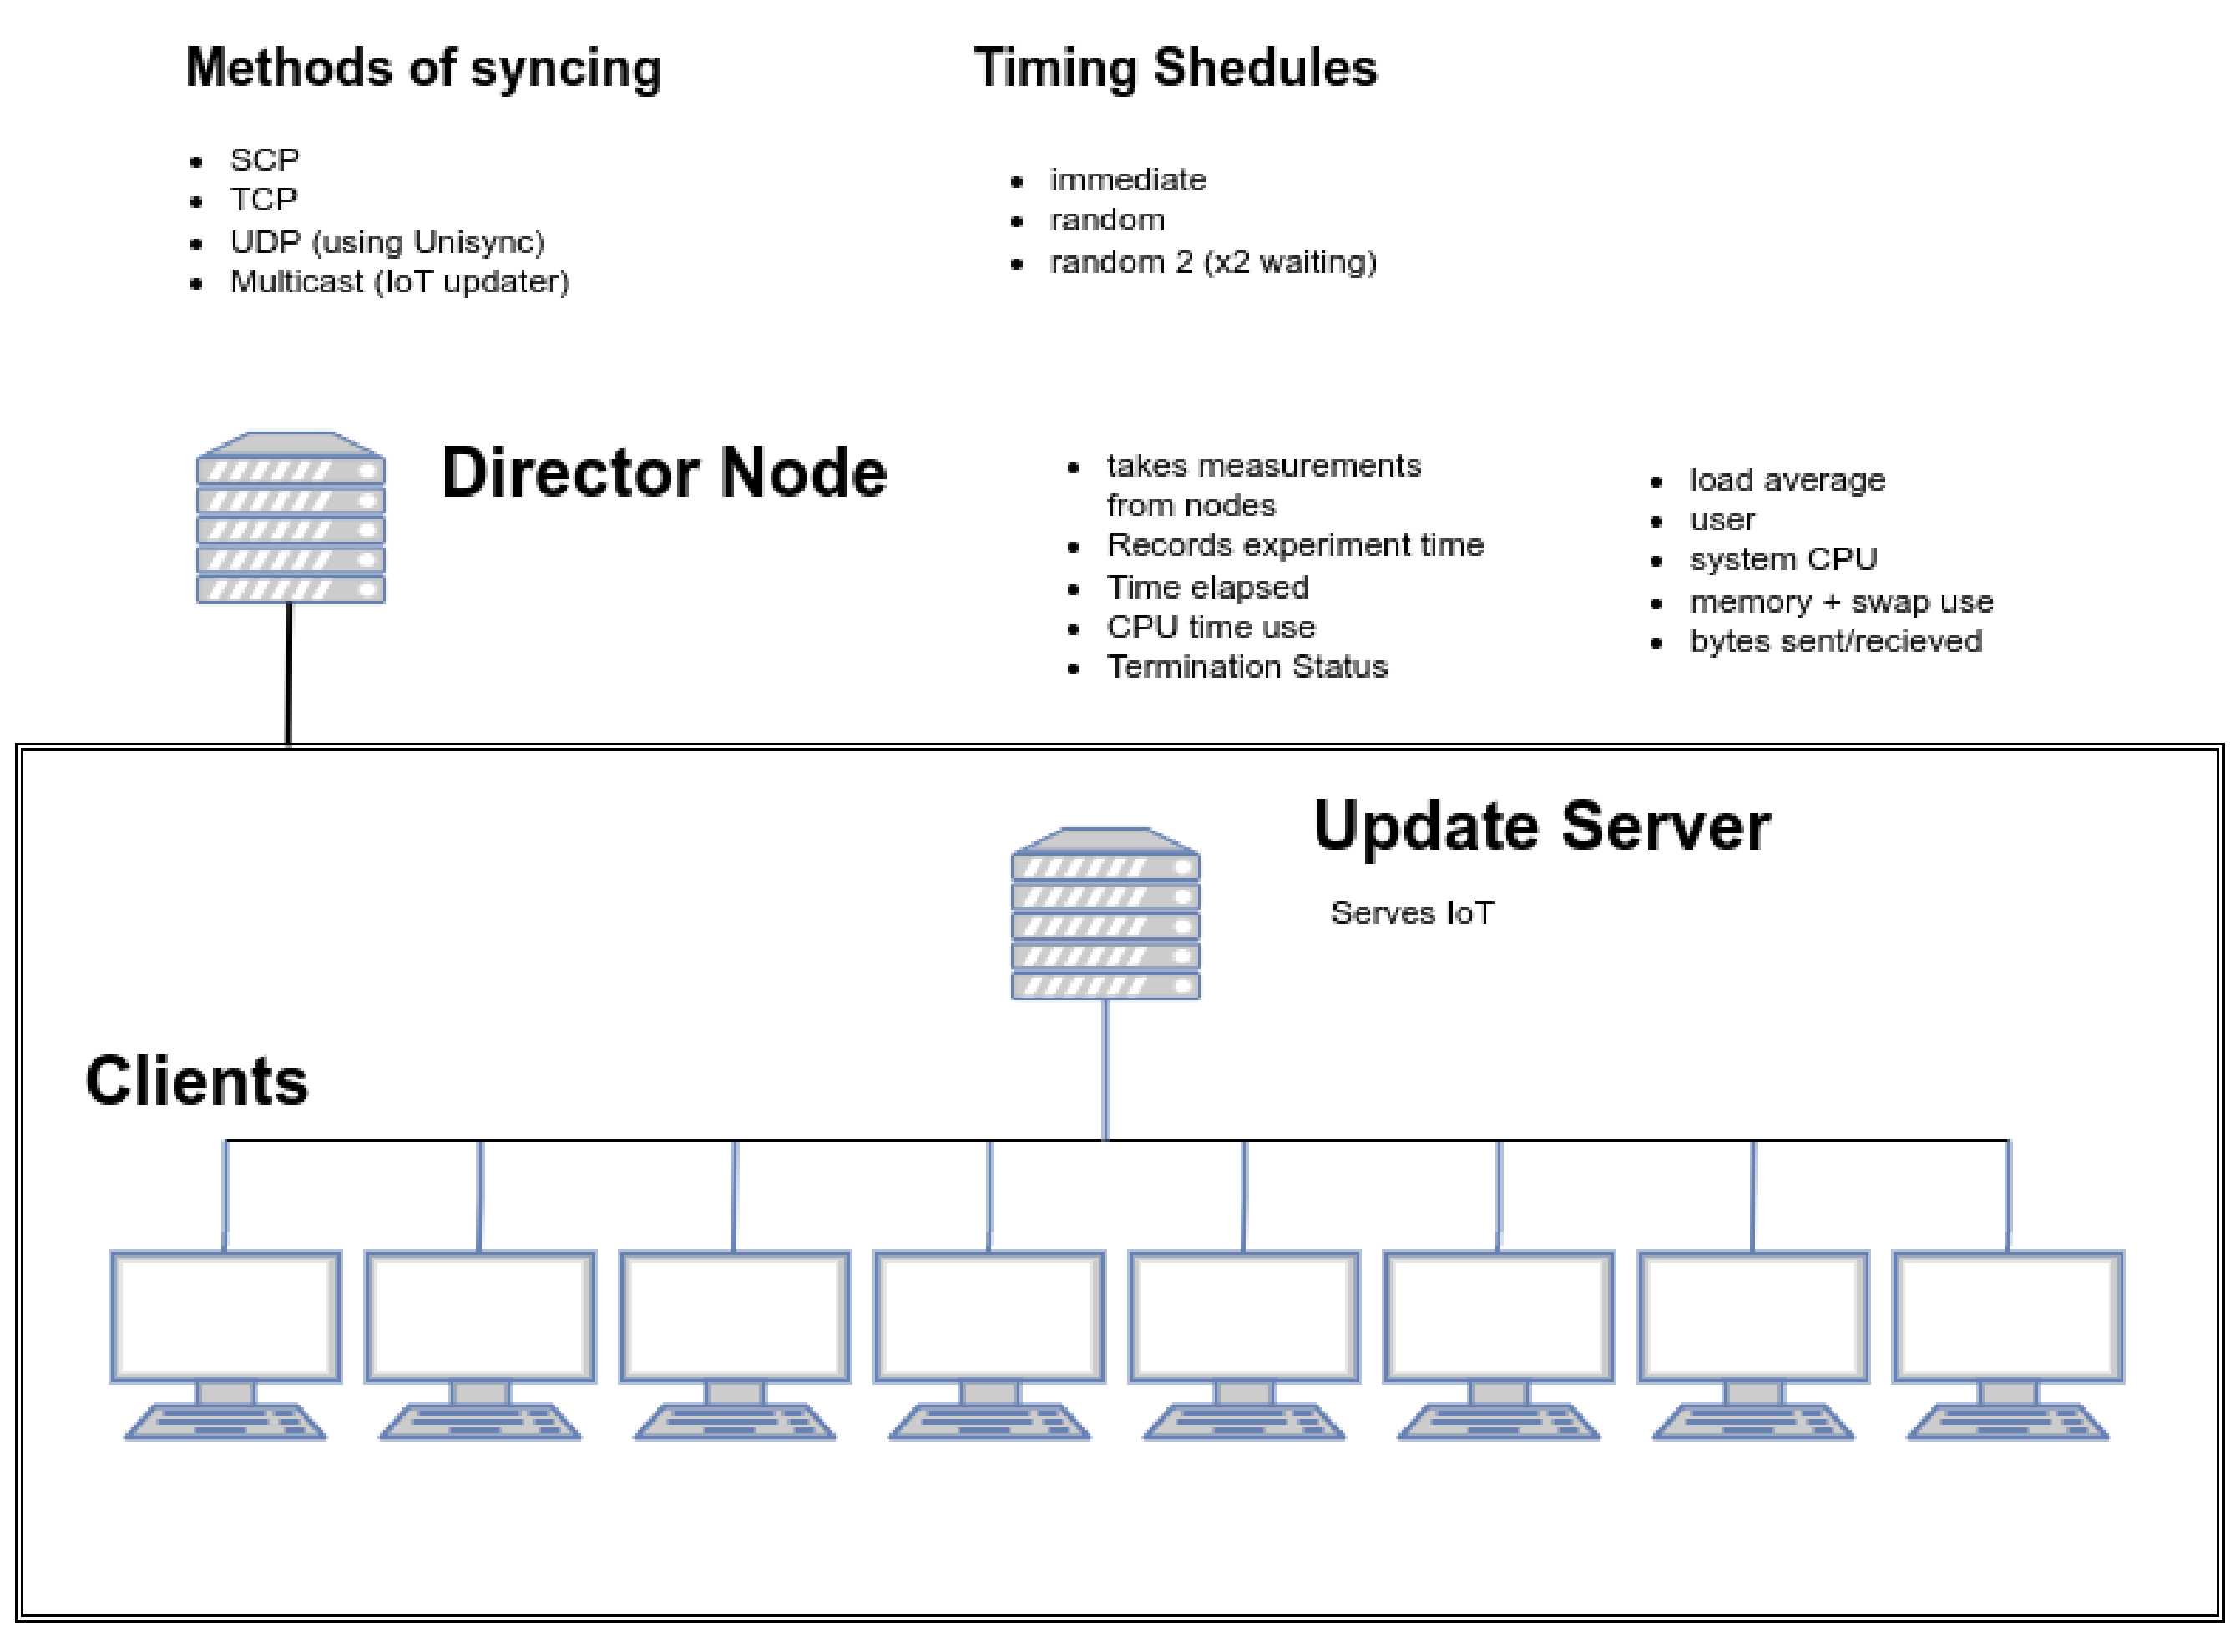 Methods of syncing
• SCP
• TCP
• UDP (using Unisync)
• Multicast (IoT updater)
Timing Shedules
• immediate
• random
• random 2 (x2 waiting)
Director Node
• takes measurements
from nodes
• Records experiment time
• Time elapsed
• CPU time use
• Termination Status
• load average
• user
• system CPU
• memory + swap use
• bytes sent/recieved
Update Server
Serves IoT
Clients